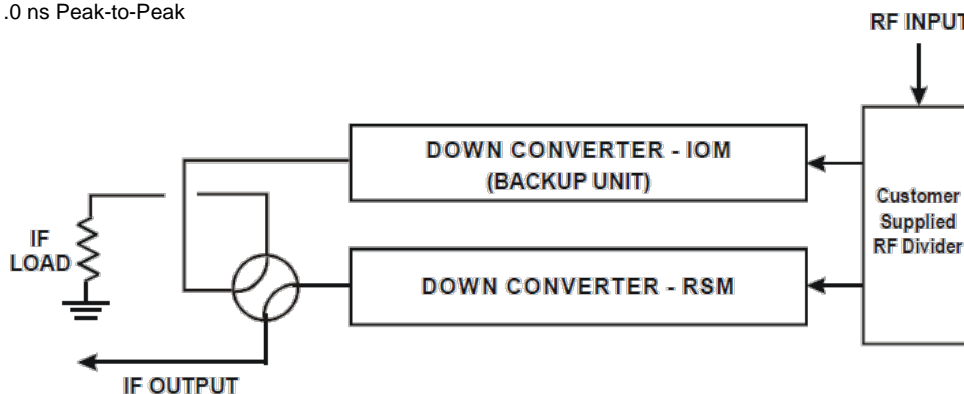 .0 ns Peak-to-Peak
RF INPUT
DOWN CONVERTER - IOM
(BACKUP UNIT)
Customer
Supplied
RF Divider
IF
LOAD
DOWN CONVERTER - RSM
IF OUTPUT